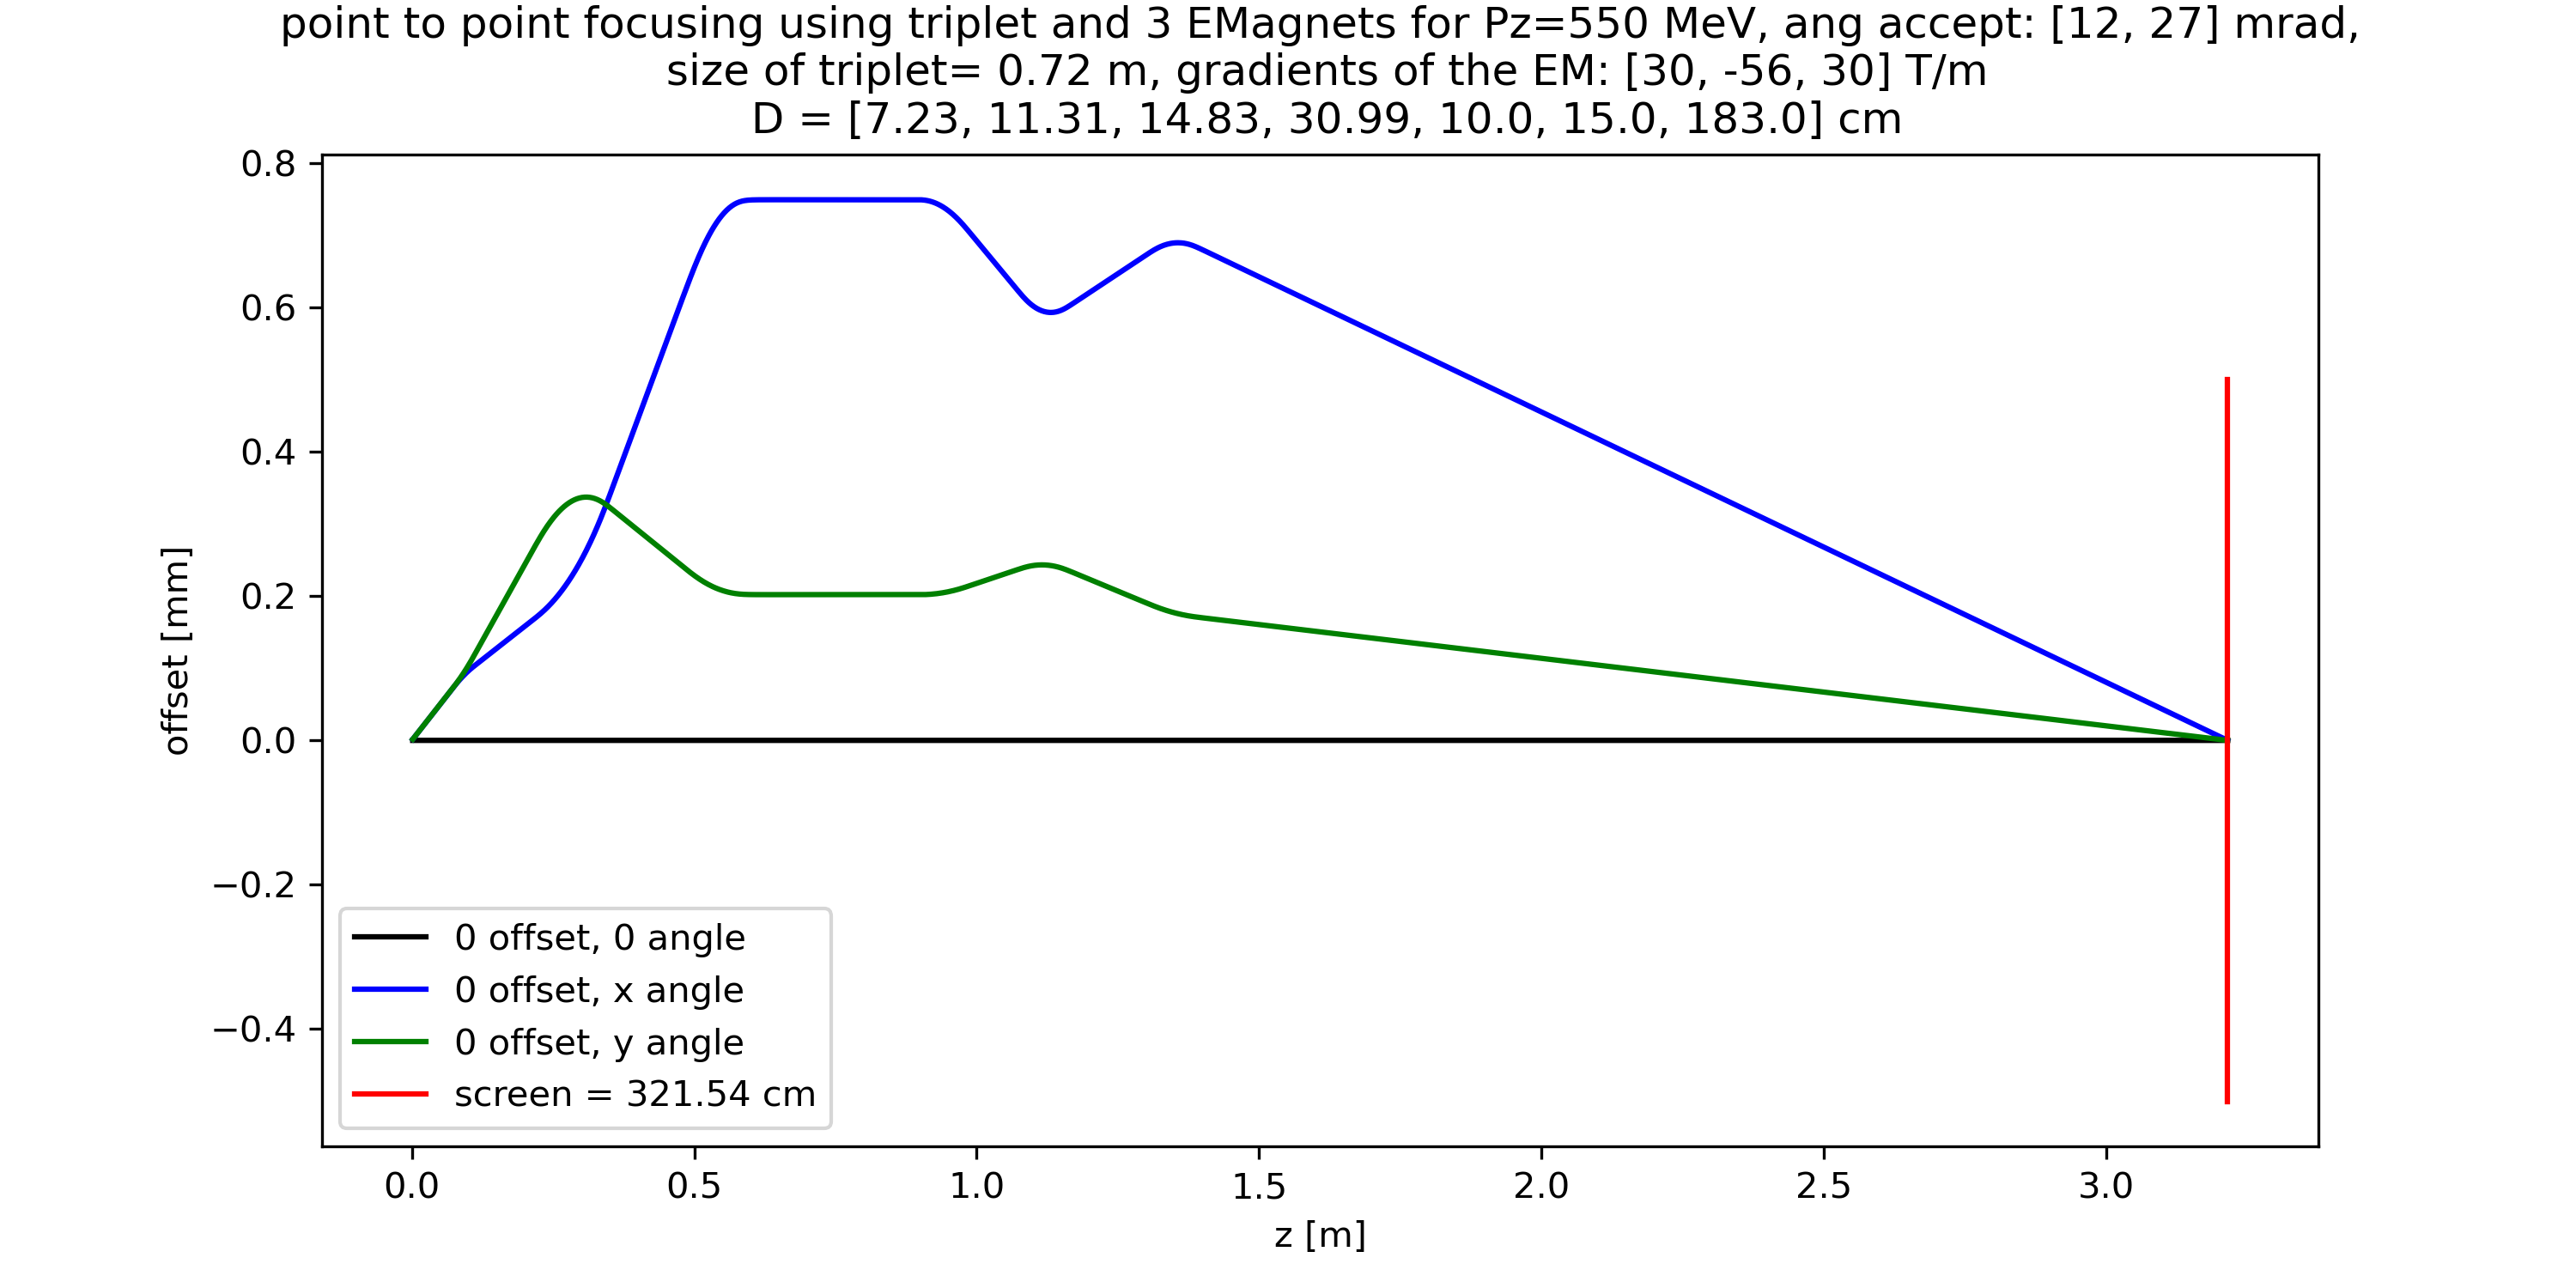 point to point focusing using triplet and 3 EMagnets for Pz=550 MeV, ang accept: [12, 27] mrad,
size of triplet= 0.72 m, gradients of the EM: [30, -56, 30] T/m
D = [7.23, 11.31, 14.83, 30.99, 10.0, 15.0, 183.0] cm
0.8
0.6
0.4
0.2
0.0
−0.2
−0.4
offset [mm]
0 offset, 0 angle
0 offset, x angle
0 offset, y angle
screen = 321.54 cm
0.0 0.5 1.0 1.5 2.0 2.5 3.0
z [m]